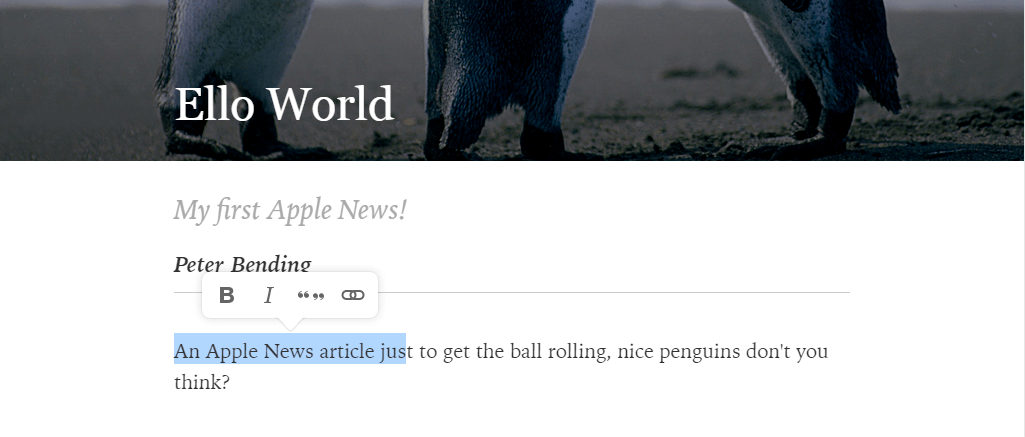 Ello World
My first Apple News!
Peter Bending
B I “ ”
An Apple News article just to get the ball rolling, nice penguins don't you
think?